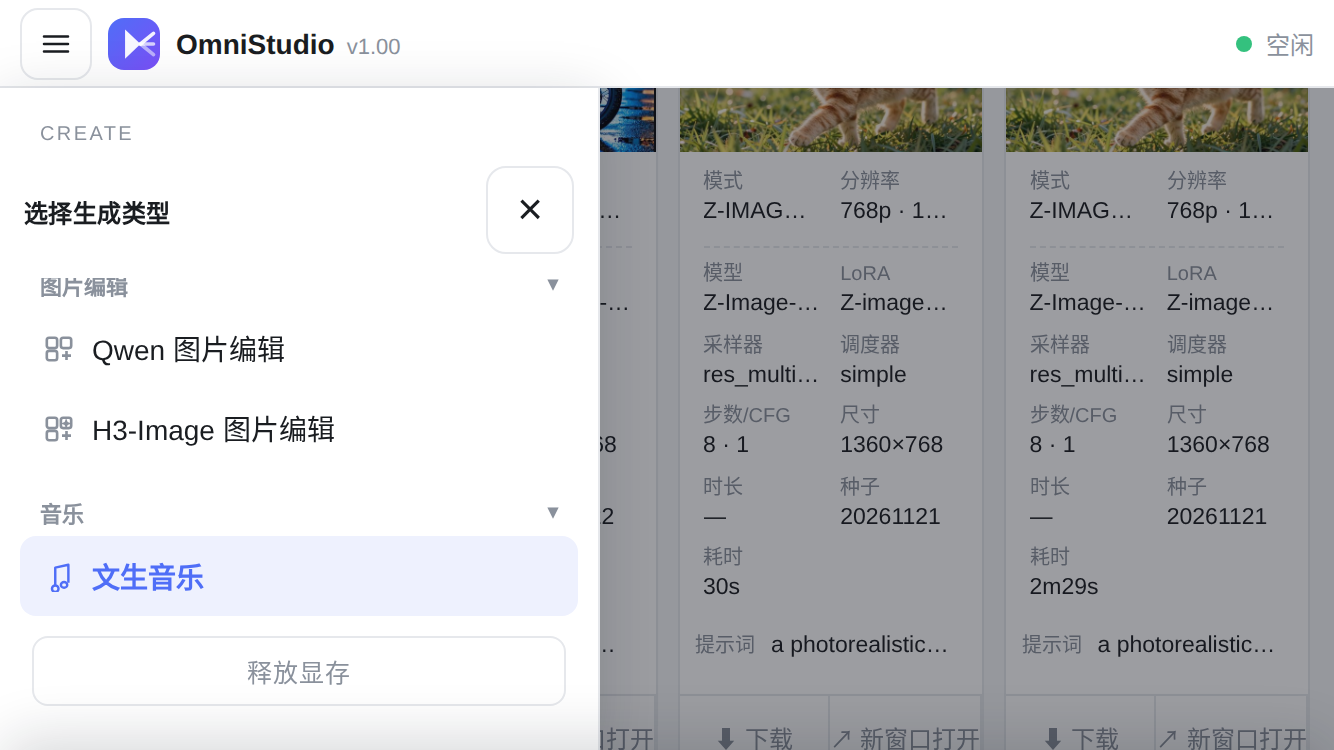 OmniStudio v1.00
空闲
CREATE
选择生成类型
图片编辑
Qwen 图片编辑
H3-Image 图片编辑
音乐
文生音乐
释放显存
…
-…
68
2
…
口打开
模式 分辨率
Z-IMAG… 768p · 1…
模型 LoRA
Z-Image-… Z-image…
采样器 调度器
res_multi… simple
步数/CFG 尺寸
8 · 1 1360×768
时长 种子
— 20261121
耗时
30s
提示词 a photorealistic…
下载 新窗口打开
模式 分辨率
Z-IMAG… 768p · 1…
模型 LoRA
Z-Image-… Z-image…
采样器 调度器
res_multi… simple
步数/CFG 尺寸
8 · 1 1360×768
时长 种子
— 20261121
耗时
2m29s
提示词 a photorealistic…
下载 新窗口打开